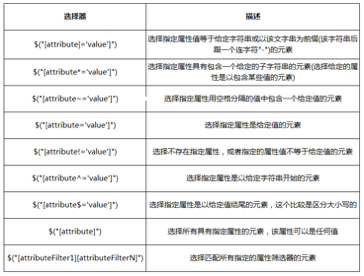 选择器
描述
$("[attribute|='value']")
选择指定属性值等于给定字符串或以该文字串为前缀(该字符串后
跟一个连字符"-")的元素
$("[attribute*='value']")
选择指定属性具有包含一个给定的子字符串的元素(选择给定的属
性是以包含某些值的元素)
$("[attribute~='value']")
选择指定属性用空格分隔的值中包含一个给定值的元素
$("[attribute='value']")
选择指定属性是给定值的元素
$("[attribute!='value']")
选择不存在指定属性，或者指定的属性值不等于给定值的元素
$("[attribute^='value']")
选择指定属性是以给定字符串开始的元素
$("[attribute$='value']")
选择指定属性是以给定值结尾的元素，这个比较是区分大小写的
$("[attribute]")
选择所有具有指定属性的元素，该属性可以是任何值
$("[attributeFilter1][attributeFilterN]")
选择匹配所有指定的属性筛选器的元素